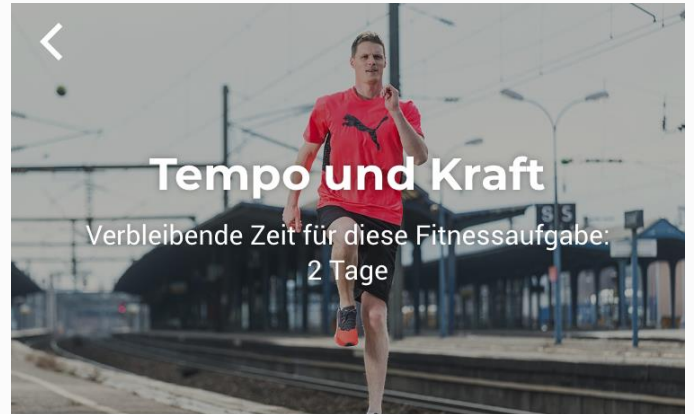 Tempo und Kraft
Verbleibende Zeit für diese Fitnessaufgabe:
2 Tage
S S